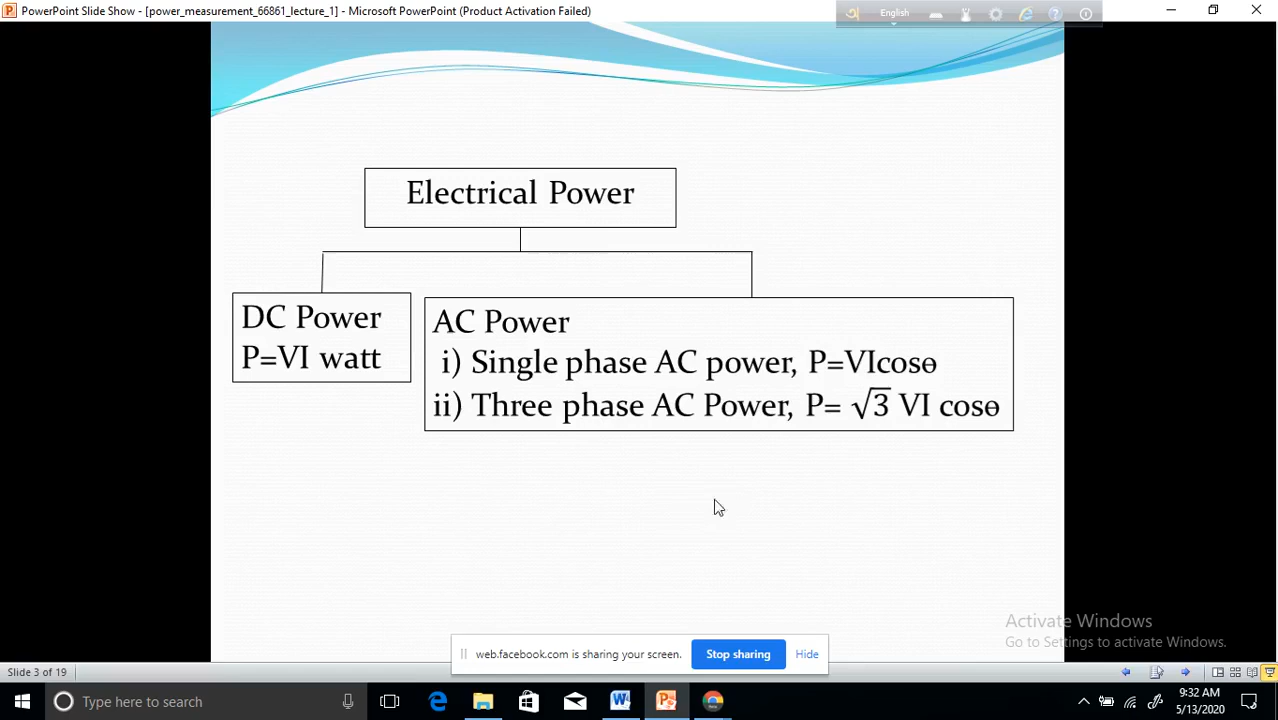 PowerPoint Slide Show - [power_measurement_66861_lecture_1] - Microsoft PowerPoint (Product Activation Failed)
English
Electrical Power
DC Power
P=VI watt
AC Power
i) Single phase AC power, P=VIcosɵ
ii) Three phase AC Power, P= √3 VI cosɵ
Activate Windows
Go to Settings to activate Windows.
web.facebook.com is sharing your screen.
Stop sharing
Hide
Slide 3 of 19
Type here to search
9:32 AM
5/13/2020